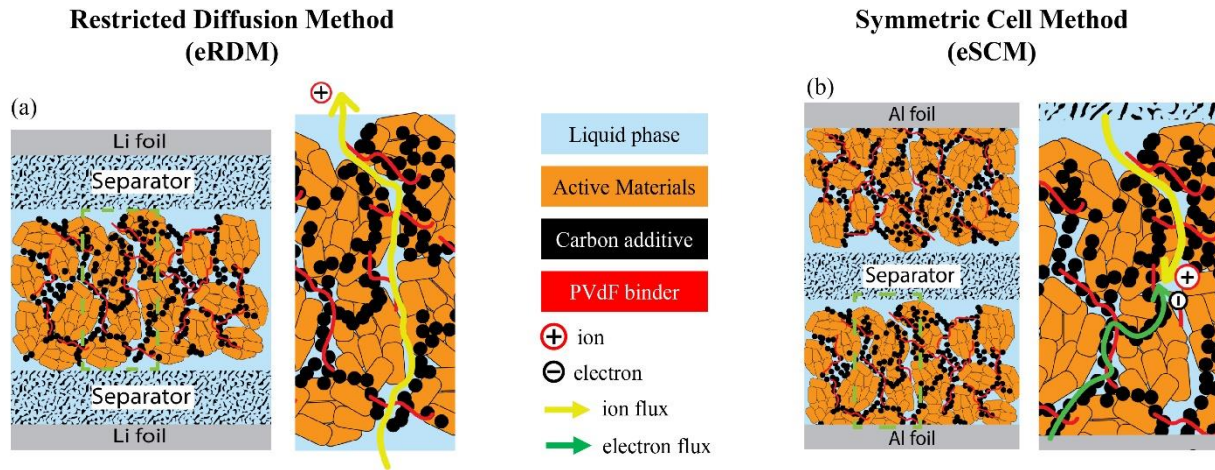 Restricted Diffusion Method
(eRDM)
Symmetric Cell Method
(eSCM)
(a)
Li foil
Separator
Separator
Li foil
+
Liquid phase
Active Materials
Carbon additive
PVdF binder
+ ion
− electron
ion flux
electron flux
(b)
Al foil
Separator
Al foil
+
−